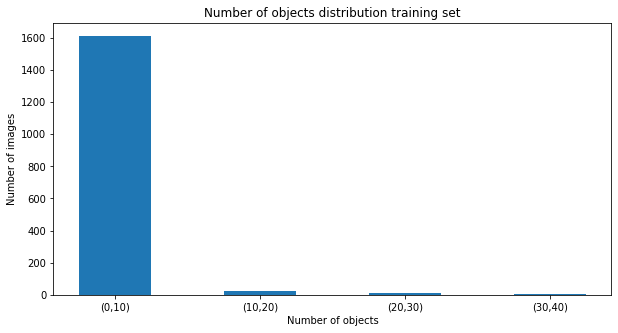 Number of objects distribution training set
Number of images
1600
1400
1200
1000
800
600
400
200
0
(0,10) (10,20) (20,30) (30,40)
Number of objects